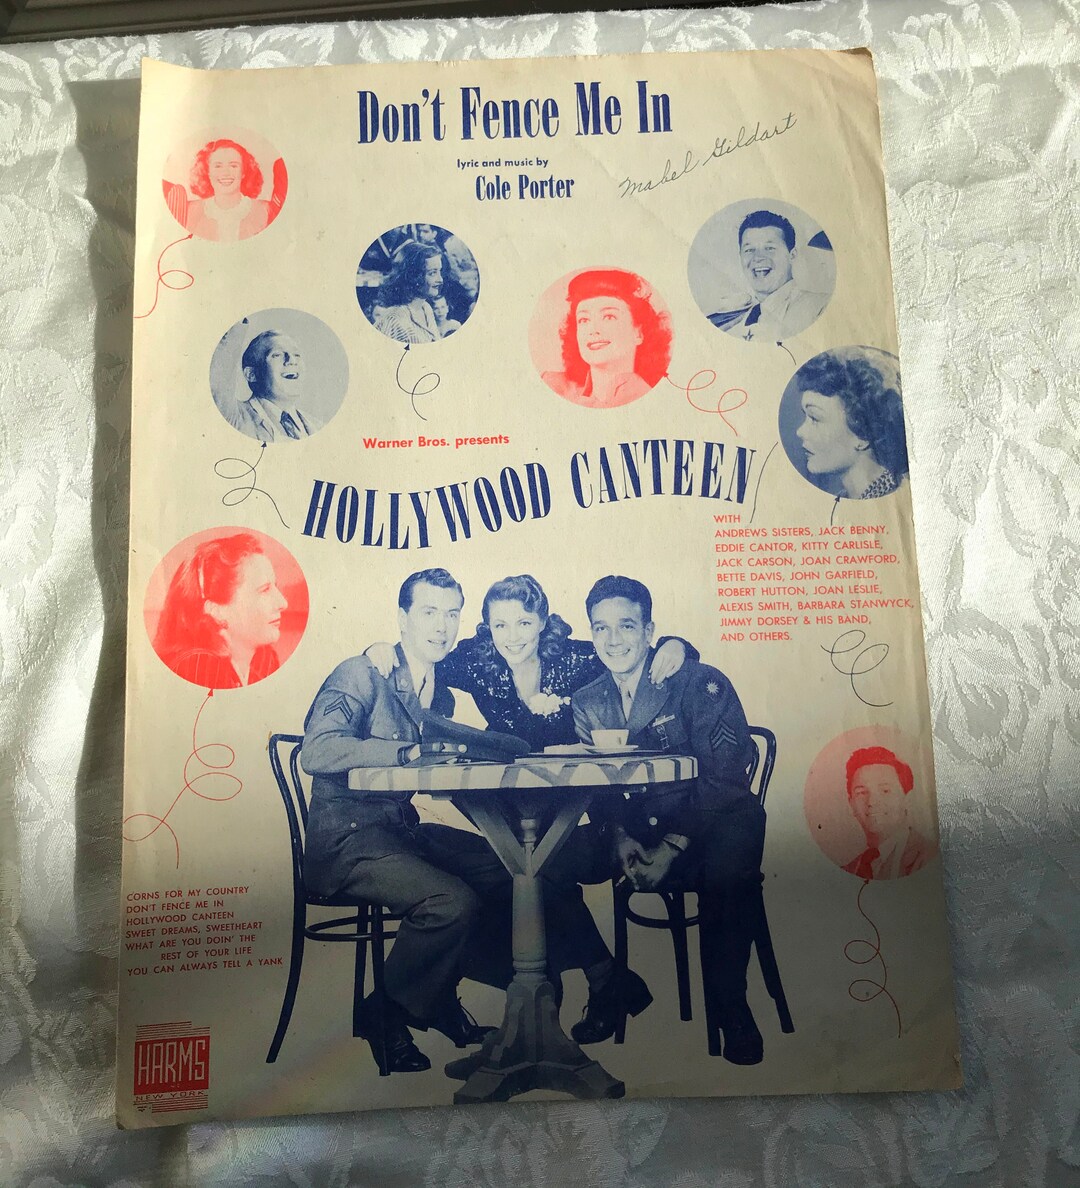 Don't Fence Me In
lyric and music by
Cole Porter
Mabel Gildart
Warner Bros. presents
HOLLYWOOD CANTEEN
WITH
ANDREWS SISTERS, JACK BENNY,
EDDIE CANTOR, KITTY CARLISLE,
JACK CARSON, JOAN CRAWFORD,
BETTE DAVIS, JOHN GARFIELD,
ROBERT HUTTON, JOAN LESLIE,
ALEXIS SMITH, BARBARA STANWYCK,
JIMMY DORSEY & HIS BAND,
AND OTHERS.
CORNS FOR MY COUNTRY
DON'T FENCE ME IN
HOLLYWOOD CANTEEN
SWEET DREAMS, SWEETHEART
WHAT ARE YOU DOIN' THE
REST OF YOUR LIFE
YOU CAN ALWAYS TELL A YANK
HARMS
NEW YORK